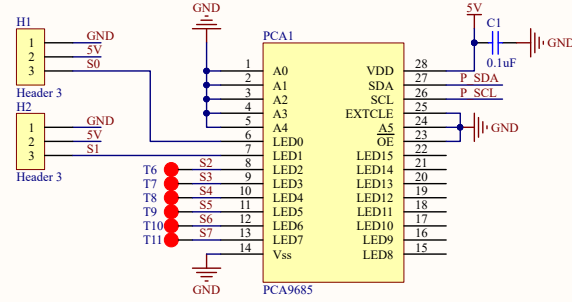 H1
1 GND
2 5V
3 S0
Header 3
H2
1 GND
2 5V
3 S1
Header 3
GND
PCA1
1 A0
2 A1
3 A2
4 A3
5 A4
6 LED0
7 LED1
T6 S2 8 LED2
T7 S3 9 LED3
T8 S4 10 LED4
T9 S5 11 LED5
T10 S6 12 LED6
T11 S7 13 LED7
14 Vss
GND
VDD 28
SDA 27 P_SDA
SCL 26 P_SCL
EXTCLE 25
A5 24
OE 23
LED15 22
LED14 21
LED13 20
LED12 19
LED11 18
LED10 17
LED9 16
LED8 15
PCA9685
5V
C1
0.1uF
GND
GND